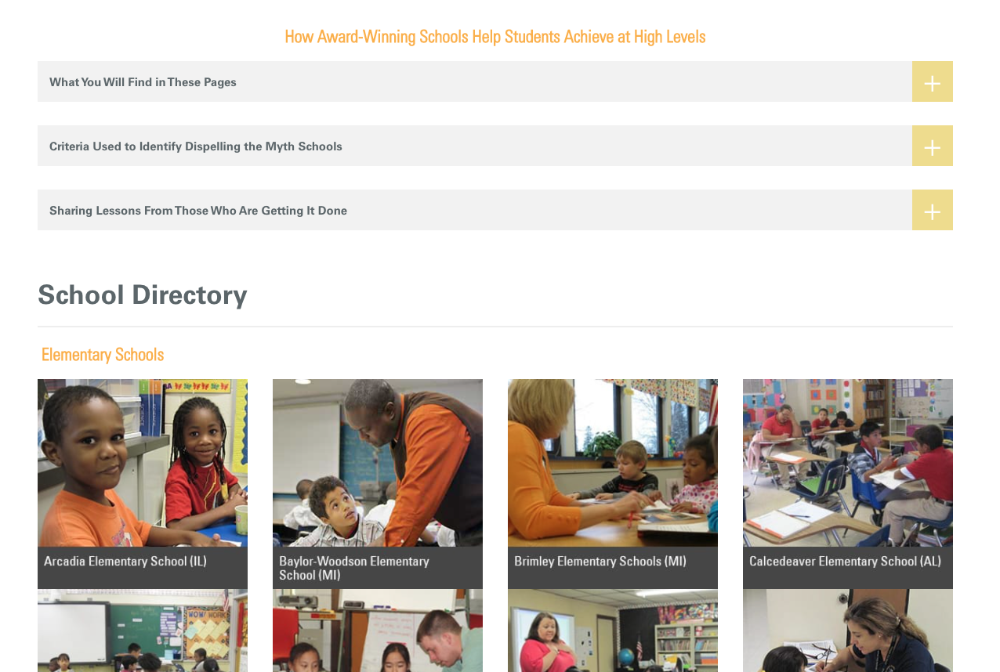 How Award-Winning Schools Help Students Achieve at High Levels
What You Will Find in These Pages
Criteria Used to Identify Dispelling the Myth Schools
Sharing Lessons From Those Who Are Getting It Done
School Directory
Elementary Schools
Arcadia Elementary School (IL)
Baylor-Woodson Elementary
School (MI)
Brimley Elementary Schools (MI)
Calcedeaver Elementary School (AL)
WOW! WORK